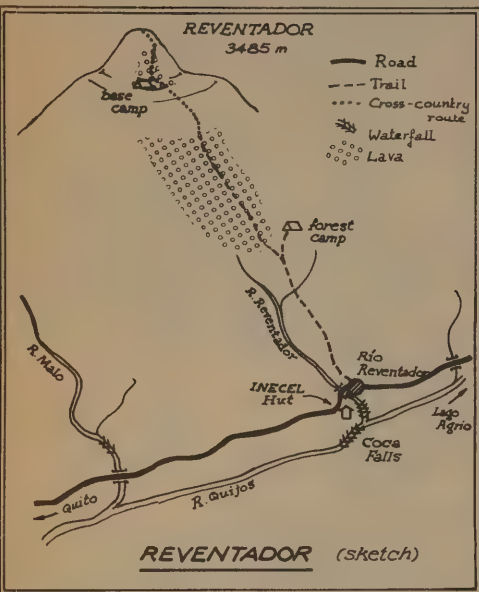 REVENTADOR
3485 m
Road
Trail
Cross-country
route
Waterfall
Lava
base
camp
forest
camp
R. Reventador
Río
Reventador
INECEL
Hut
R. Malo
Lago
Agrio
Coca
Falls
Quito
R. Quijos
REVENTADOR (sketch)